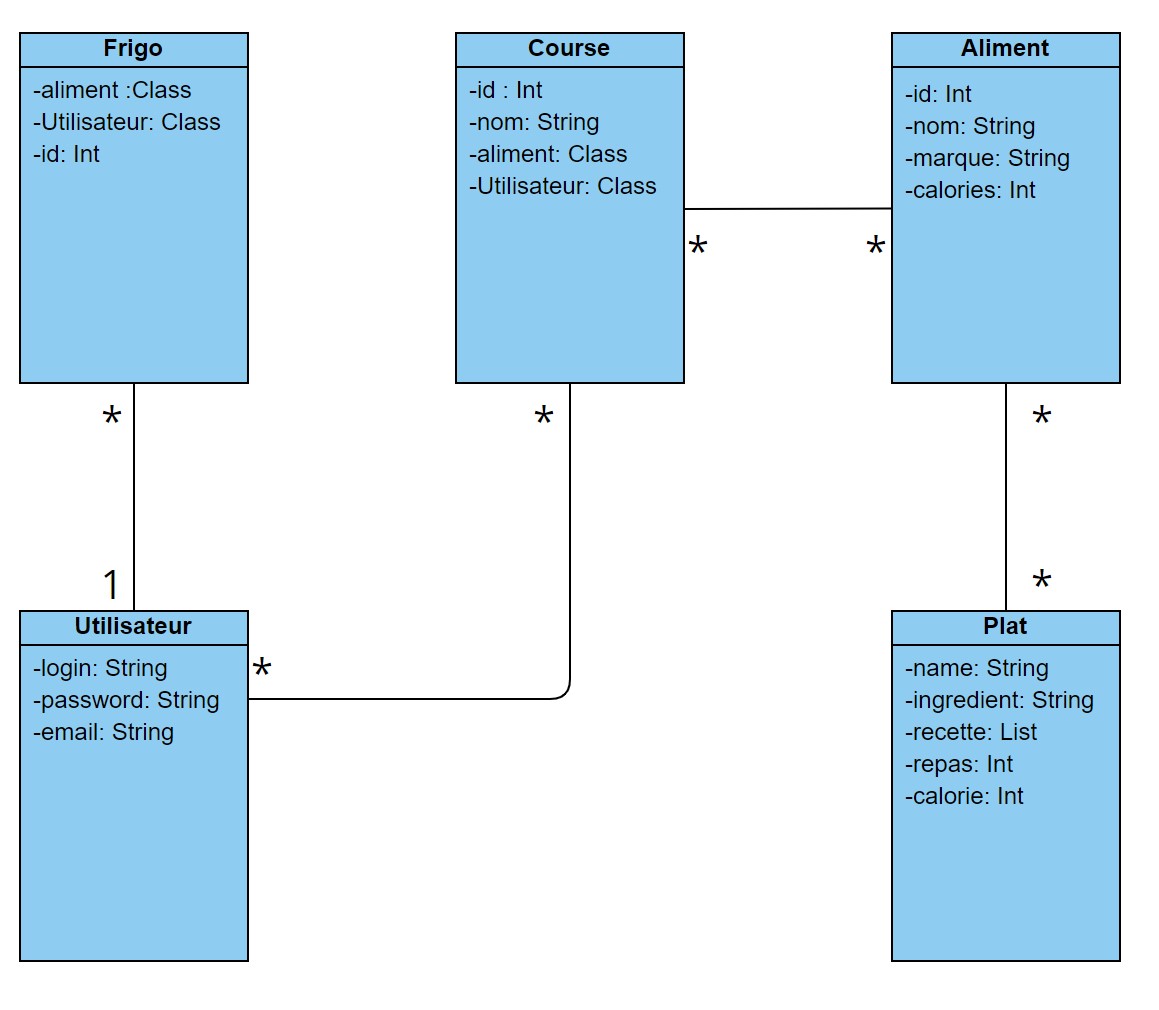 Frigo
-aliment :Class
-Utilisateur: Class
-id: Int
Course
-id : Int
-nom: String
-aliment: Class
-Utilisateur: Class
Aliment
-id: Int
-nom: String
-marque: String
-calories: Int
* *
* * *
1 *
Utilisateur
-login: String
-password: String
-email: String
*
Plat
-name: String
-ingredient: String
-recette: List
-repas: Int
-calorie: Int